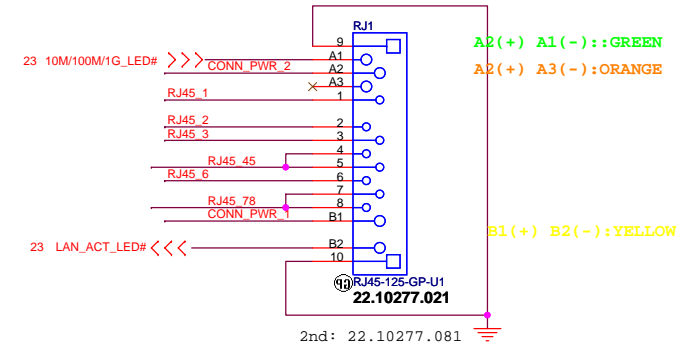 RJ1
9
A2(+) A1(-)::GREEN
23 10M/100M/1G_LED#
A1
CONN_PWR_2
A2
A2(+) A3(-):ORANGE
A3
RJ45_1
1
RJ45_2
2
RJ45_3
3
4
RJ45_45
5
RJ45_6
6
7
RJ45_78
8
CONN_PWR_1
B1
B1(+) B2(-):YELLOW
23 LAN_ACT_LED#
B2
10
GP
RJ45-125-GP-U1
22.10277.021
2nd: 22.10277.081